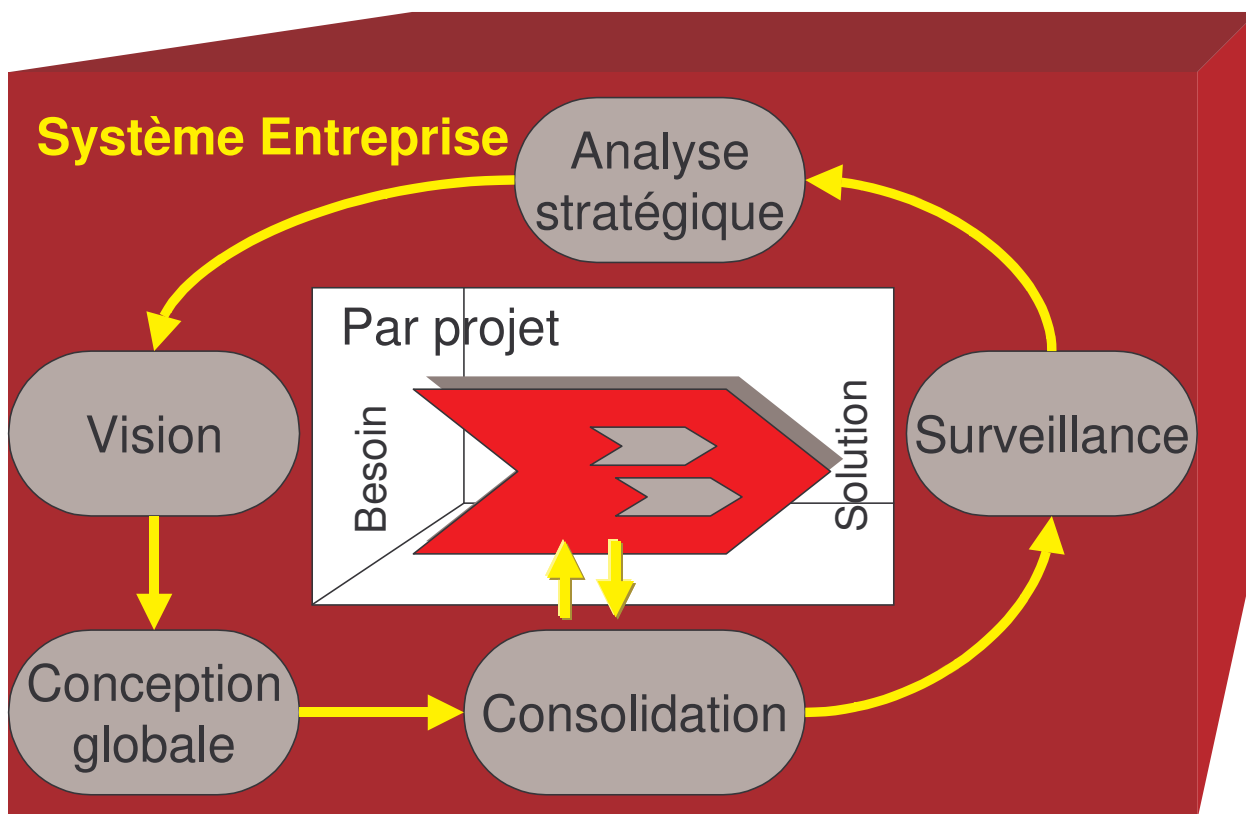 Système Entreprise
Analyse
stratégique
Par projet
Besoin
Solution
Vision
Surveillance
Conception
globale
Consolidation